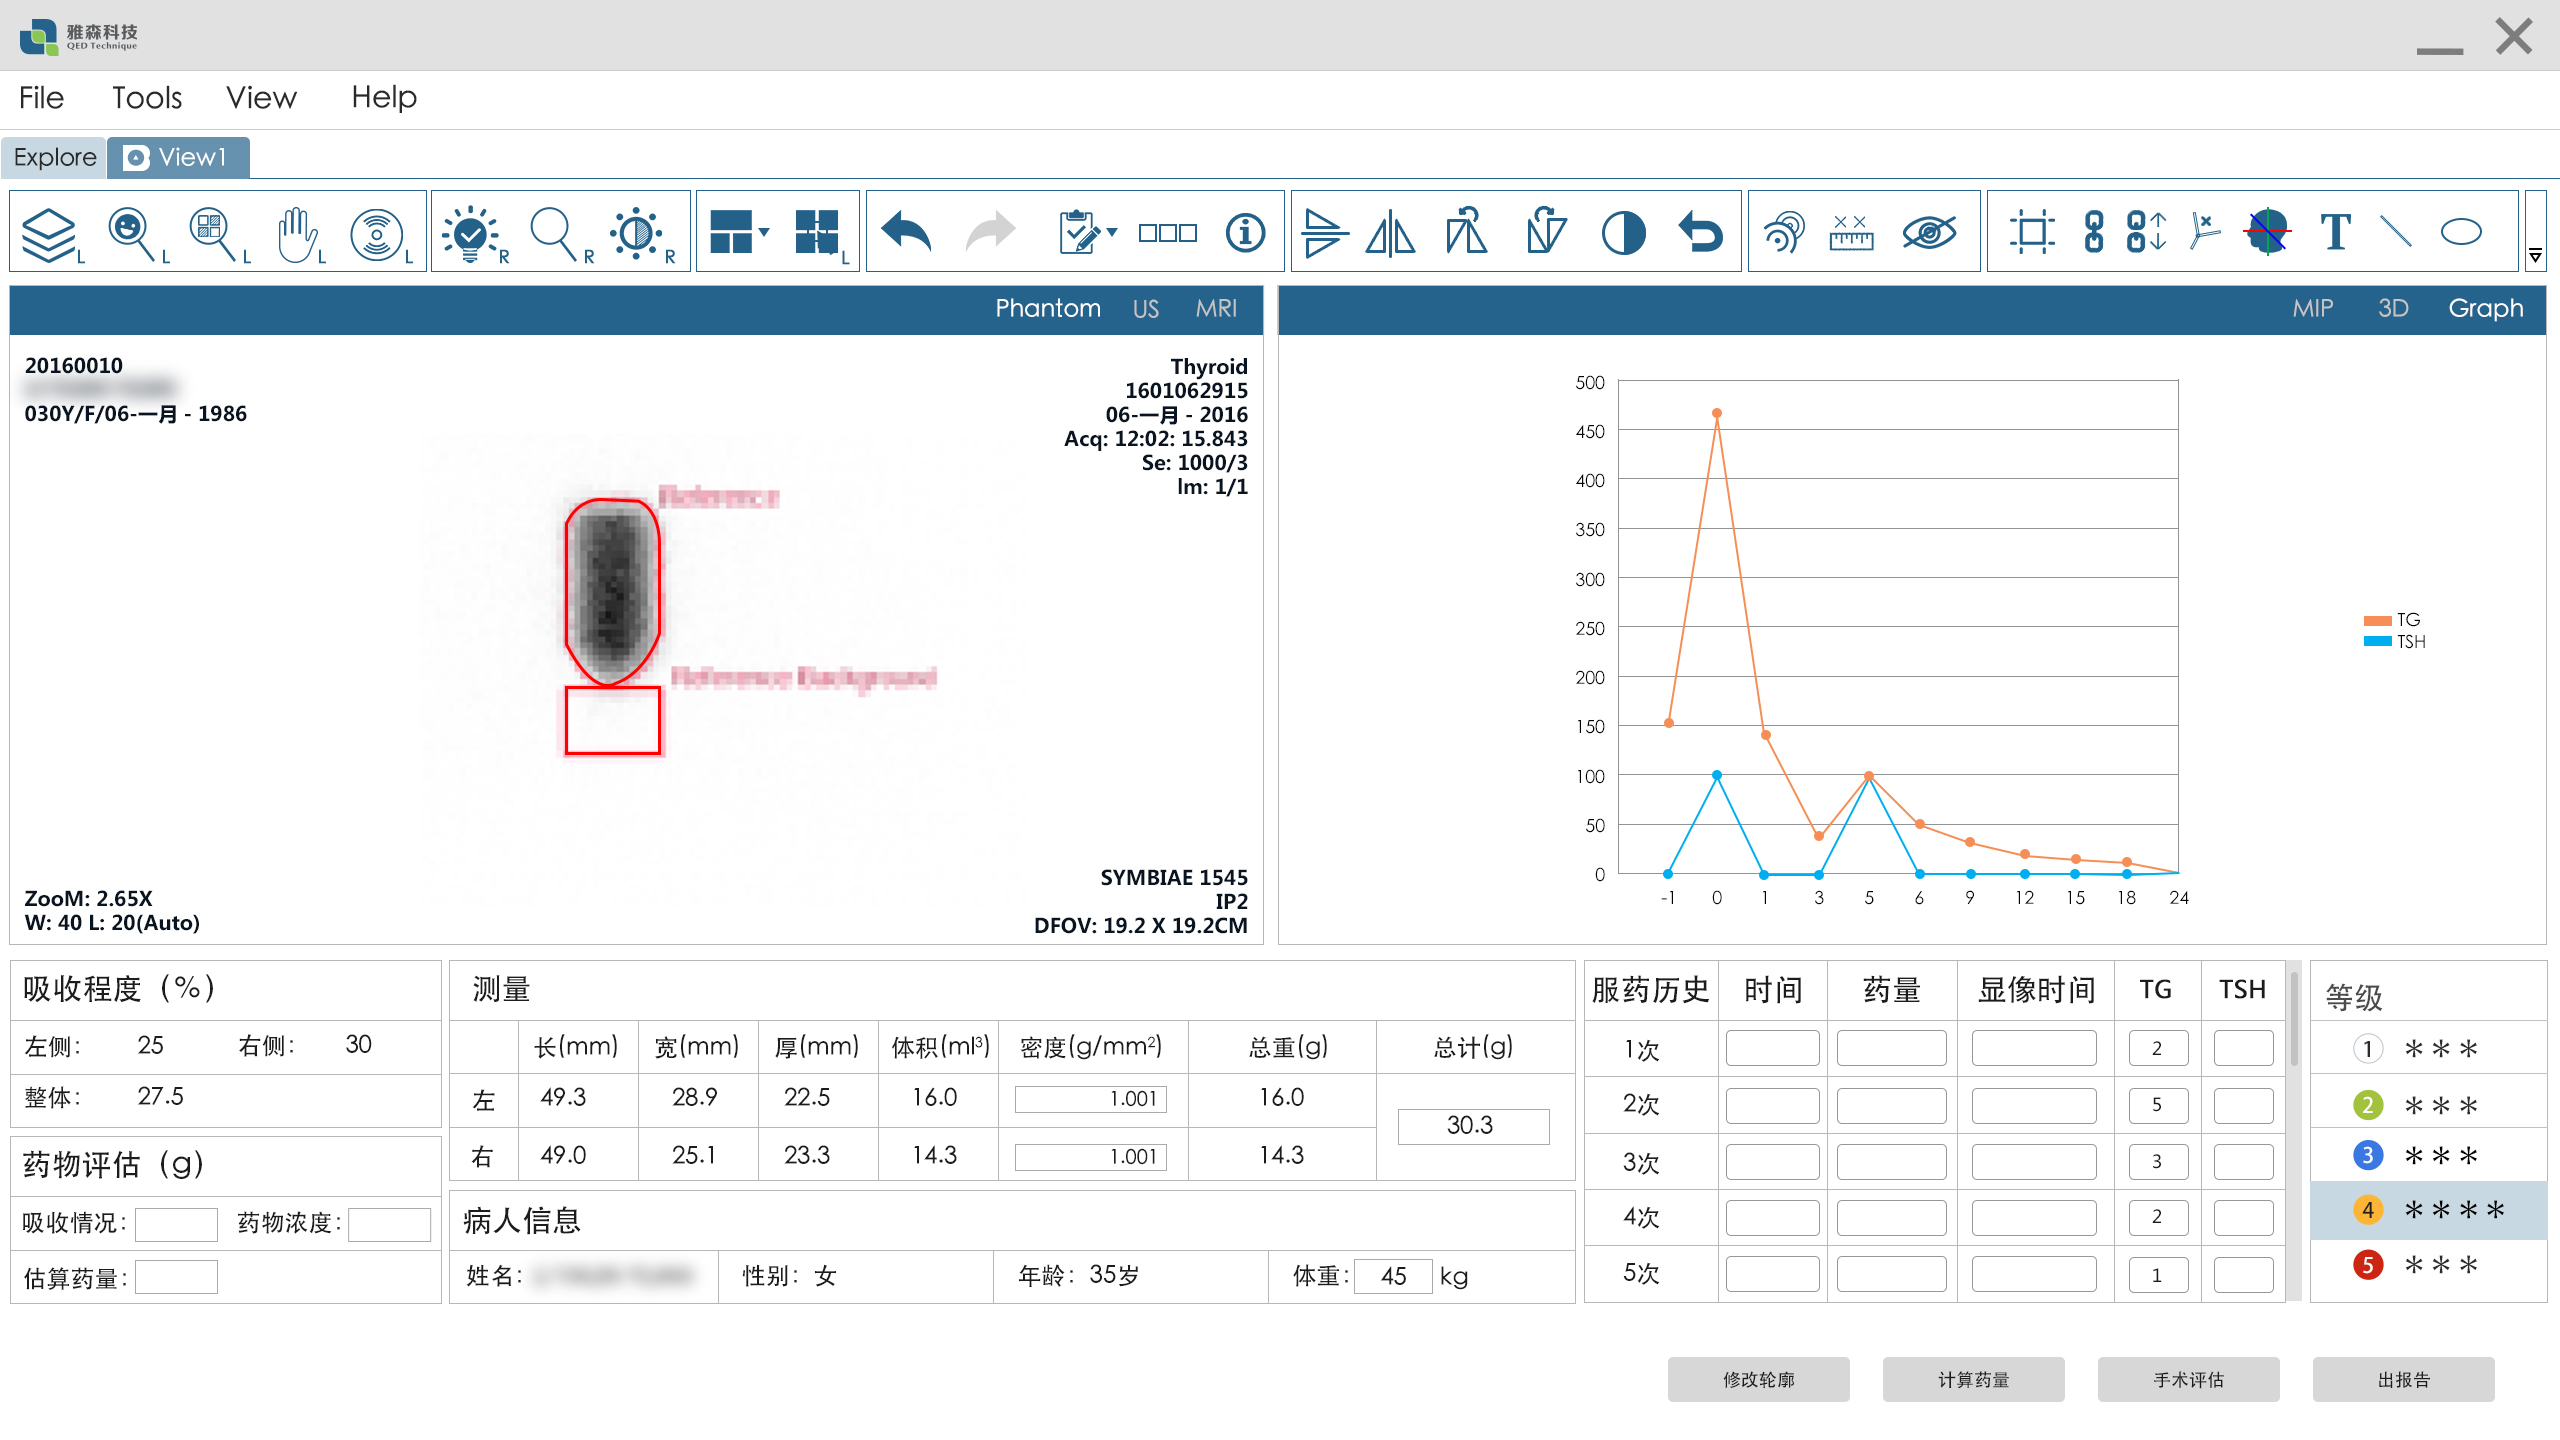 雅森科技
QED Technique
File Tools View Help
Explore View1
L L L L L R R R L
T
Phantom US MRI
MIP 3D Graph
20160010
030Y/F/06-一月 - 1986
Thyroid
1601062915
06-一月 - 2016
Acq: 12:02: 15.843
Se: 1000/3
Im: 1/1
Reference
Reference Background
ZooM: 2.65X
W: 40 L: 20(Auto)
SYMBIAE 1545
IP2
DFOV: 19.2 X 19.2CM
500
450
400
350
300
250
200
150
100
50
0
-1 0 1 3 5 6 9 12 15 18 24
TG
TSH
吸收程度（%）
左侧： 25 右侧： 30
整体： 27.5
药物评估（g）
吸收情况： 药物浓度：
估算药量：
测量
长(mm) 宽(mm) 厚(mm) 体积(ml³) 密度(g/mm²) 总重(g) 总计(g)
左 49.3 28.9 22.5 16.0 1.001 16.0
30.3
右 49.0 25.1 23.3 14.3 1.001 14.3
病人信息
姓名： 性别：女 年龄：35岁 体重： 45 kg
服药历史 时间 药量 显像时间 TG TSH
1次 2
2次 5
3次 3
4次 2
5次 1
等级
1 ＊＊＊
2 ＊＊＊
3 ＊＊＊
4 ＊＊＊＊
5 ＊＊＊
修改轮廓 计算药量 手术评估 出报告